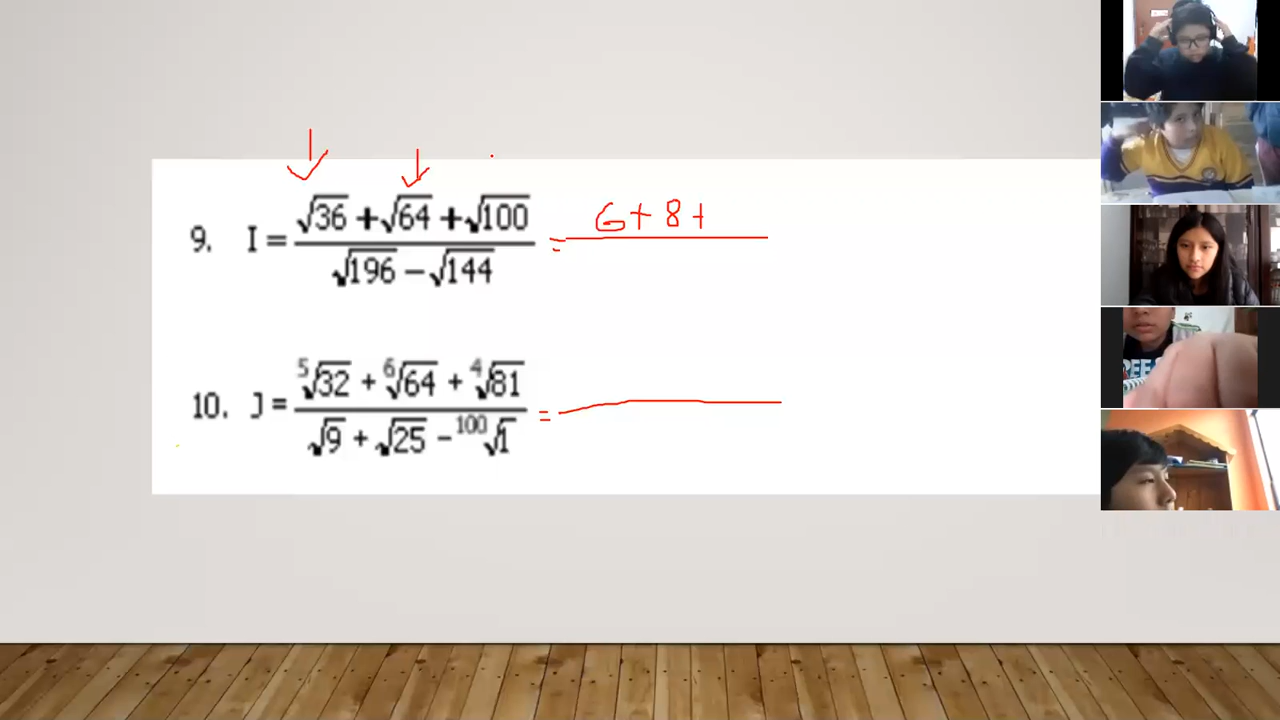 9. I = √36 + √64 + √100 / √196 − √144 = 6 + 8 +
10. J = ⁵√32 + ⁶√64 + ⁴√81 / √9 + √25 − ¹⁰⁰√1 =